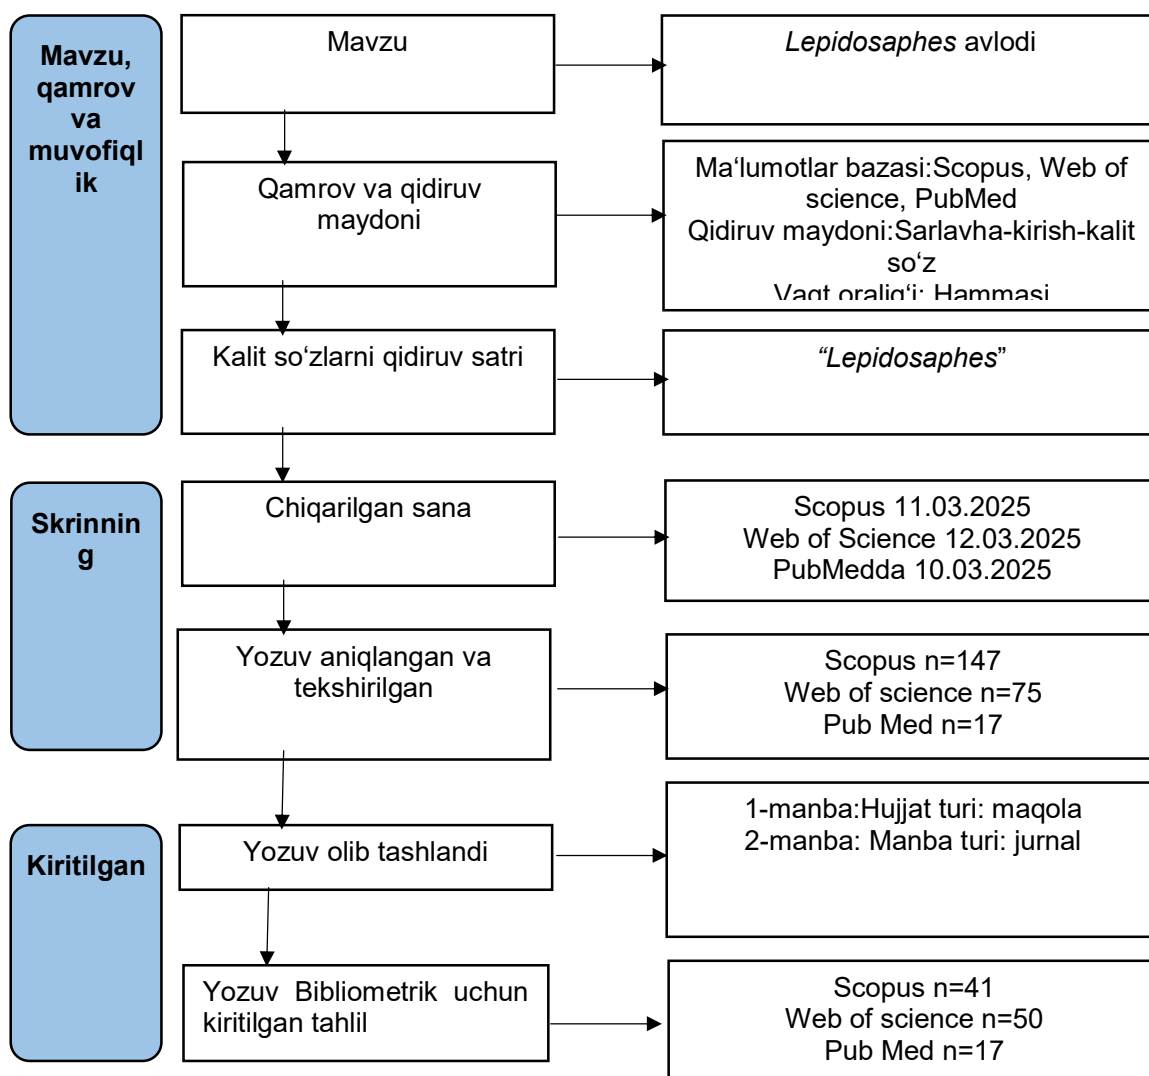 Mavzu,
qamrov
va
muvofiql
ik
Mavzu
Lepidosaphes avlodi
Qamrov va qidiruv
maydoni
Ma‘lumotlar bazasi:Scopus, Web of
science, PubMed
Qidiruv maydoni:Sarlavha-kirish-kalit
so‘z
Vaqt oralig‘i: Hammasi
Kalit so‘zlarni qidiruv satri
“Lepidosaphes”
Skrinnin
g
Chiqarilgan sana
Scopus 11.03.2025
Web of Science 12.03.2025
PubMedda 10.03.2025
Yozuv aniqlangan va
tekshirilgan
Scopus n=147
Web of science n=75
Pub Med n=17
Kiritilgan
Yozuv olib tashlandi
1-manba:Hujjat turi: maqola
2-manba: Manba turi: jurnal
Yozuv Bibliometrik uchun
kiritilgan tahlil
Scopus n=41
Web of science n=50
Pub Med n=17